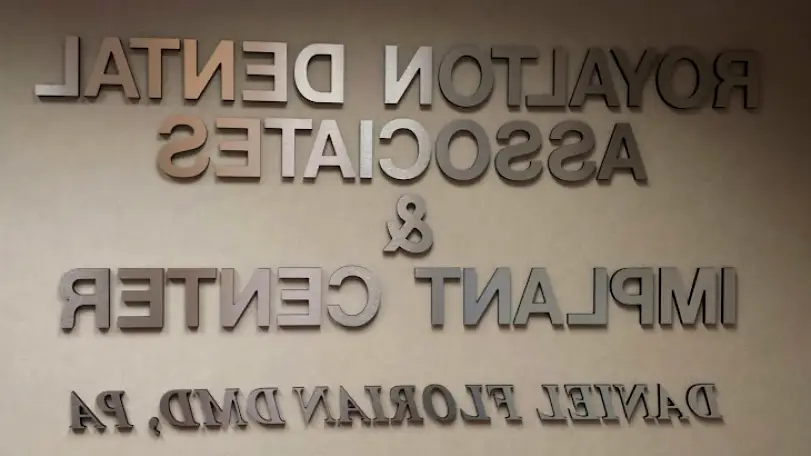 ROYALTON DENTAL
ASSOCIATES
&
IMPLANT CENTER
DANIEL FLORIAN DMD, PA